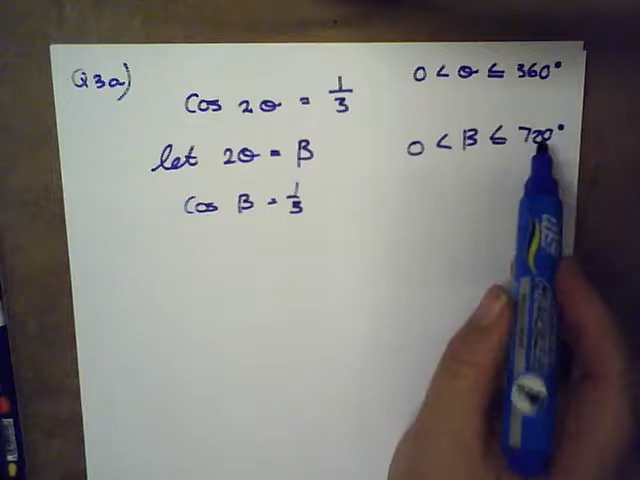 Q3a)
cos 2θ = 1/3
0 < θ ≤ 360°
let 2θ = β
0 < β ≤ 720°
cos β = 1/3